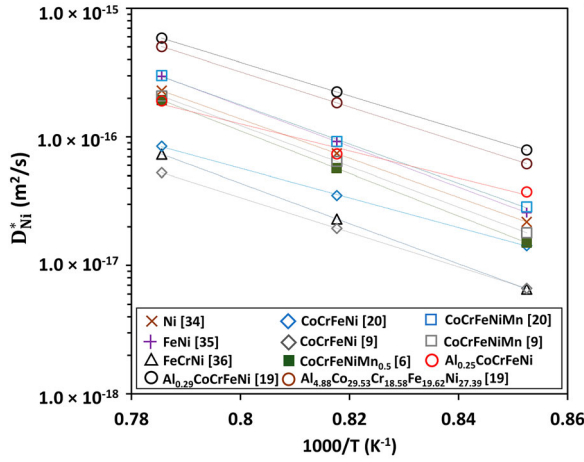 1.0 × 10⁻¹⁵
1.0 × 10⁻¹⁶
1.0 × 10⁻¹⁷
1.0 × 10⁻¹⁸
D*Ni (m²/s)
Ni [34] CoCrFeNi [20] CoCrFeNiMn [20]
FeNi [35] CoCrFeNi [9] CoCrFeNiMn [9]
FeCrNi [36] CoCrFeNiMn₀.₅ [6] Al₀.₂₅CoCrFeNi
Al₀.₂₉CoCrFeNi [19] Al₄.₈₈Co₂₉.₅₃Cr₁₈.₅₈Fe₁₉.₆₂Ni₂₇.₃₉ [19]
0.78 0.8 0.82 0.84 0.86
1000/T (K⁻¹)